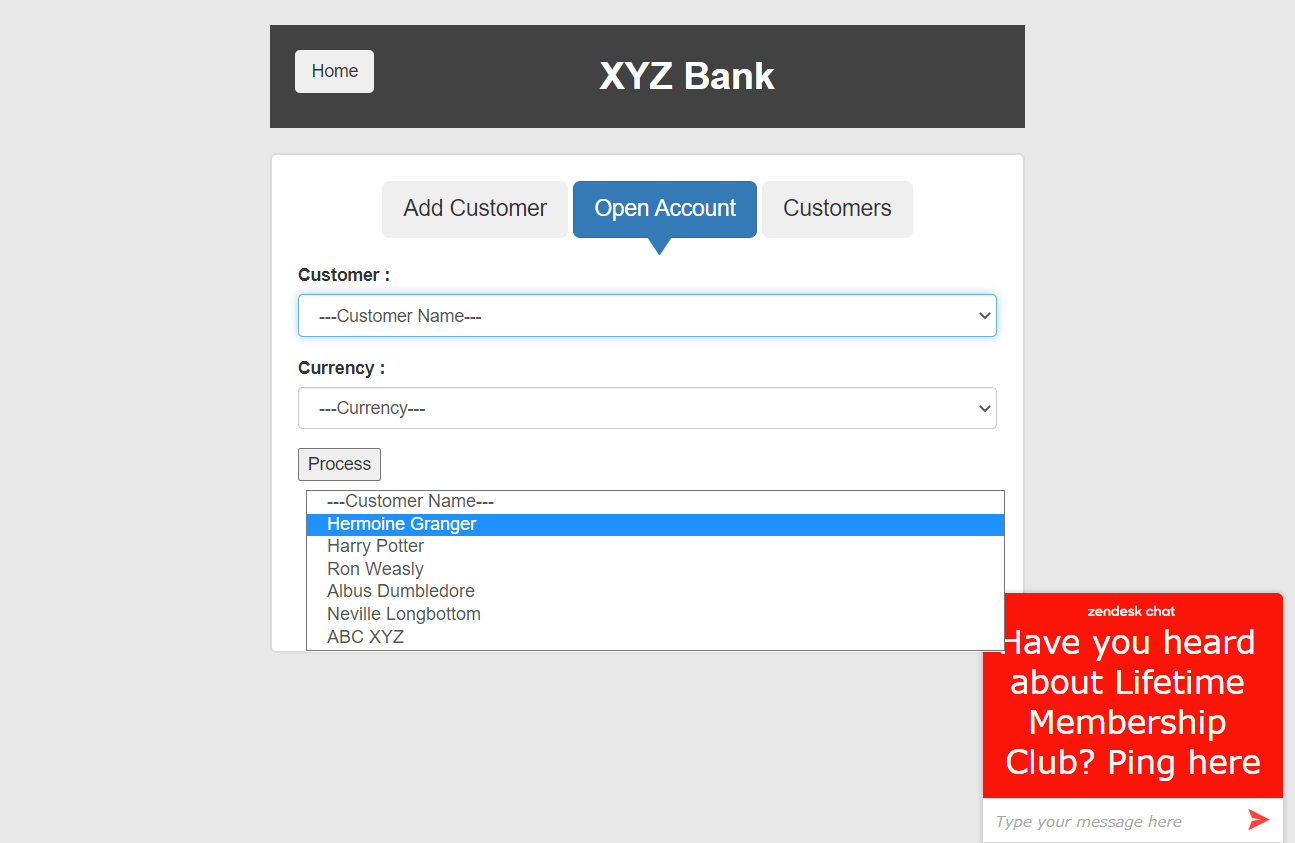 Home
XYZ Bank
Add Customer
Open Account
Customers
Customer :
---Customer Name---
Currency :
---Currency---
Process
---Customer Name---
Hermoine Granger
Harry Potter
Ron Weasly
Albus Dumbledore
Neville Longbottom
ABC XYZ
zendesk chat
Have you heard
about Lifetime
Membership
Club? Ping here
Type your message here